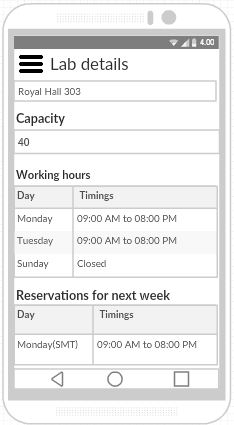 4.00
Lab details
Royal Hall 303
Capacity
40
Working hours
Day Timings
Monday 09:00 AM to 08:00 PM
Tuesday 09:00 AM to 08:00 PM
Sunday Closed
Reservations for next week
Day Timings
Monday(SMT) 09:00 AM to 08:00 PM